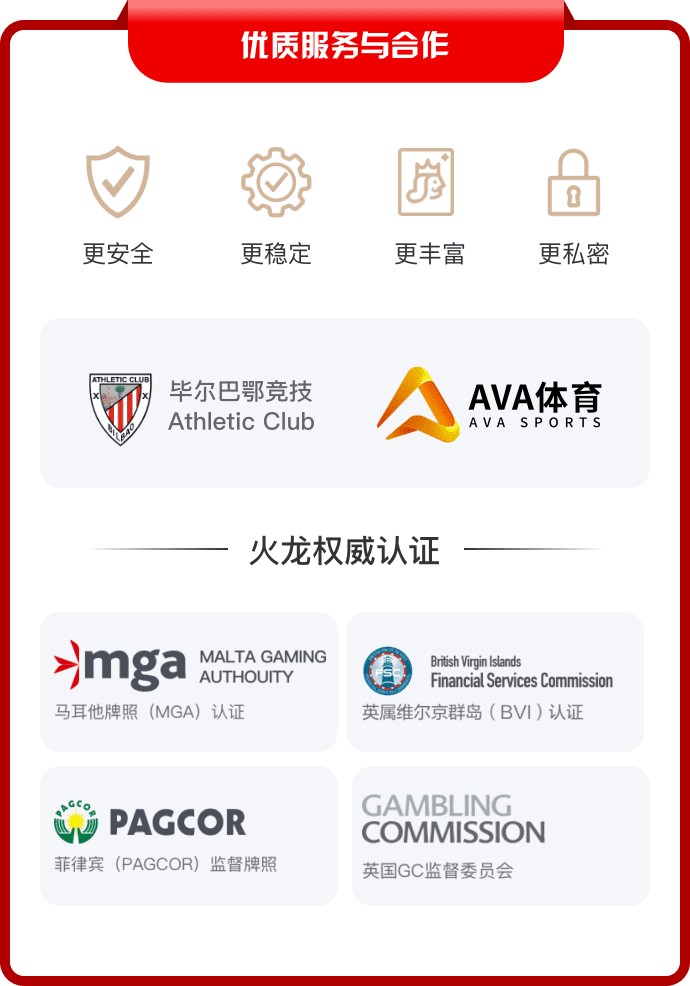 优质服务与合作
更安全
更稳定
更丰富
更私密
ATHLETIC CLUB
BILBAO
毕尔巴鄂竞技
Athletic Club
AVA体育
AVA SPORTS
火龙权威认证
mga
MALTA GAMING
AUTHOUITY
马耳他牌照（MGA）认证
FSC
British Virgin Islands
Financial Services Commission
英属维尔京群岛（BVI）认证
PAGCOR
PAGCOR
菲律宾（PAGCOR）监督牌照
GAMBLING
COMMISSION
英国GC监督委员会